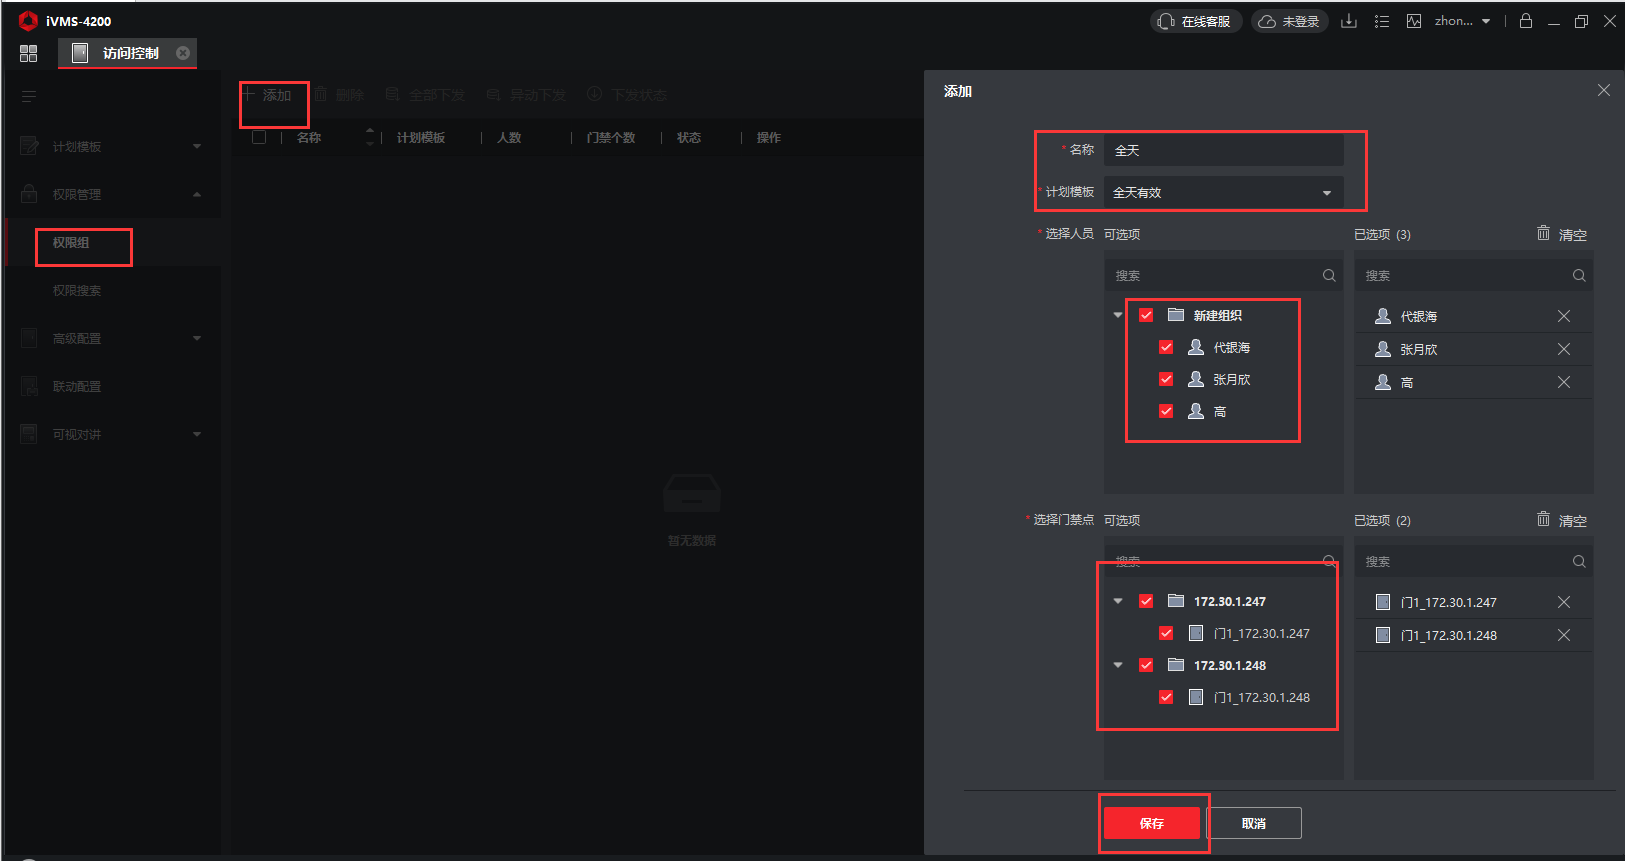 iVMS-4200
在线客服
未登录
zhon...
访问控制
计划模板
权限管理
权限组
权限搜索
高级配置
联动配置
可视对讲
添加 删除 全部下发 异动下发 下发状态
名称 计划模板 人数 门禁个数 状态 操作
暂无数据
添加
* 名称 全天
* 计划模板 全天有效
* 选择人员 可选项 已选项 (3) 清空
搜索 搜索
新建组织
代银海
张月欣
高
代银海
张月欣
高
* 选择门禁点 可选项 已选项 (2) 清空
搜索 搜索
172.30.1.247
门1_172.30.1.247
172.30.1.248
门1_172.30.1.248
门1_172.30.1.247
门1_172.30.1.248
保存 取消